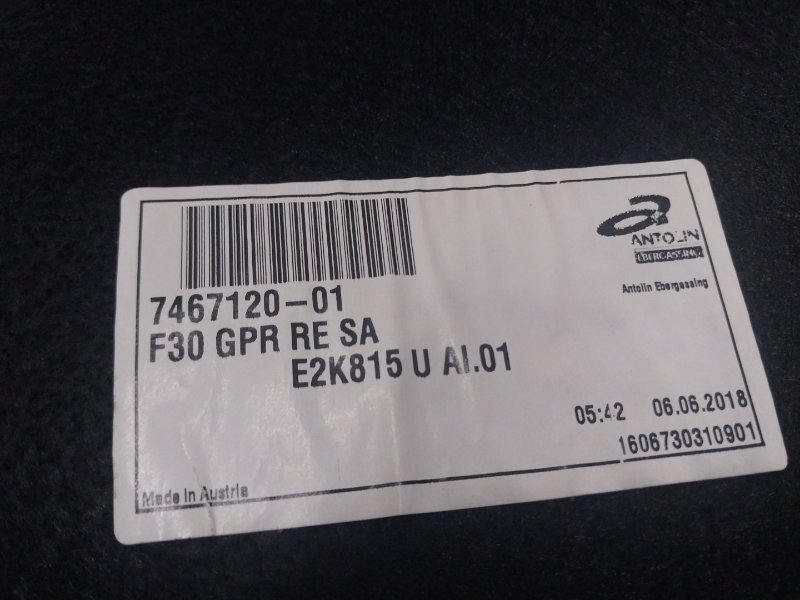 ANTOLIN
EBERGASSING
Antolin Ebergassing
7467120-01
F30 GPR RE SA
E2K815 U AI.01
05:42 06.06.2018
1606730310901
Made in Austria